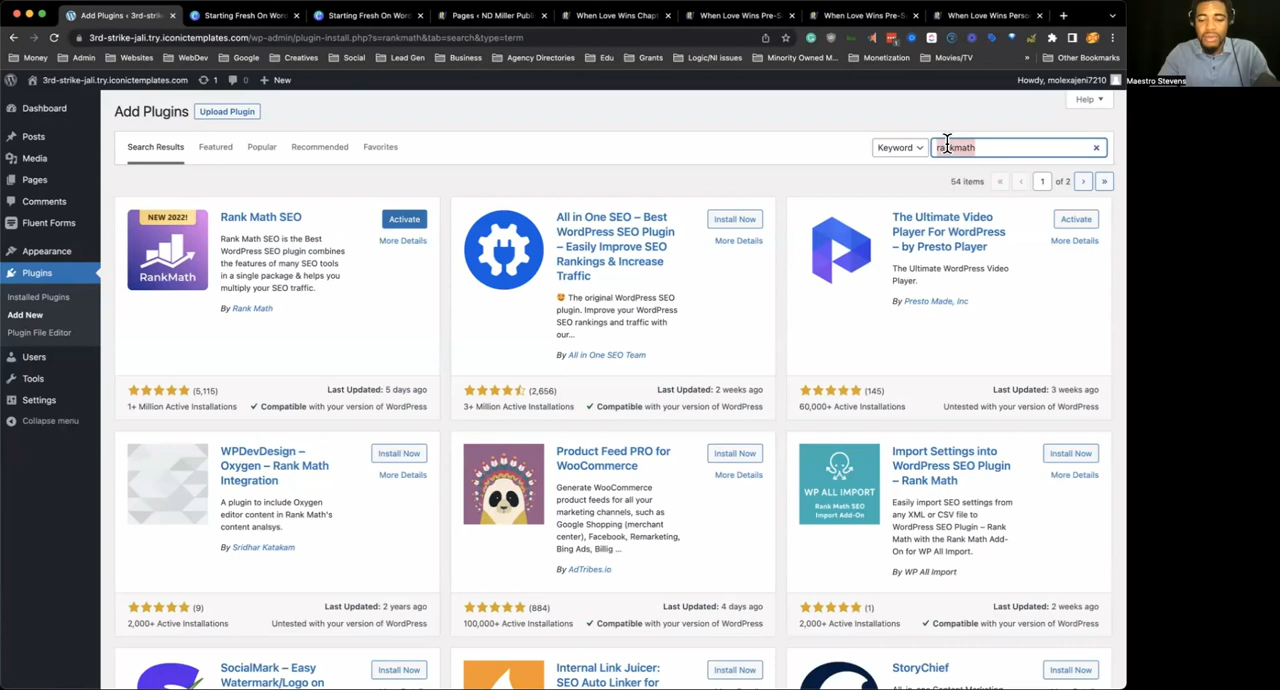 Add Plugins ‹ 3rd-strik
Starting Fresh On Wordp
Starting Fresh On Word
Pages ‹ ND Miller Publ
When Love Wins Chapt
When Love Wins Pre-S
When Love Wins Pre-S
When Love Wins Perso
3rd-strike-jali.try.iconictemplates.com/wp-admin/plugin-install.php?s=rankmath&tab=search&type=term
Money
Admin
Websites
WebDev
Google
Creatives
Social
Lead Gen
Business
Agency Directories
Edu
Grants
Logic/NI issues
Minority Owned M...
Monetization
Movies/TV
»
Other Bookmarks
Maestro Stevens
3rd-strike-jali.try.iconictemplates.com
1
0
New
Howdy, molexajeni7210
Dashboard
Posts
Media
Pages
Comments
Fluent Forms
Appearance
Plugins
Installed Plugins
Add New
Plugin File Editor
Users
Tools
Settings
Collapse menu
Add Plugins
Upload Plugin
Help
Search Results
Featured
Popular
Recommended
Favorites
Keyword
rankmath
54 items
«
‹
1
of 2
›
»
NEW 2022!
RankMath
Rank Math SEO
Activate
More Details
Rank Math SEO is the Best
WordPress SEO plugin combines
the features of many SEO tools
in a single package & helps you
multiply your SEO traffic.
By Rank Math
(5,115)
1+ Million Active Installations
Last Updated: 5 days ago
Compatible with your version of WordPress
All in One SEO – Best
WordPress SEO Plugin
– Easily Improve SEO
Rankings & Increase
Traffic
Install Now
More Details
The original WordPress SEO
plugin. Improve your WordPress
SEO rankings and traffic with
our...
By All in One SEO Team
(2,656)
3+ Million Active Installations
Last Updated: 2 weeks ago
Compatible with your version of WordPress
The Ultimate Video
Player For WordPress
– by Presto Player
Activate
More Details
The Ultimate WordPress Video
Player.
By Presto Made, Inc
(145)
60,000+ Active Installations
Last Updated: 3 weeks ago
Untested with your version of WordPress
WPDevDesign –
Oxygen – Rank Math
Integration
Install Now
More Details
A plugin to include Oxygen
editor content in Rank Math's
content analsys.
By Sridhar Katakam
(9)
2,000+ Active Installations
Last Updated: 2 years ago
Untested with your version of WordPress
Product Feed PRO for
WooCommerce
Install Now
More Details
Generate WooCommerce
product feeds for all your
marketing channels, such as
Google Shopping (merchant
center), Facebook, Remarketing,
Bing Ads, Billig ...
By AdTribes.io
(884)
100,000+ Active Installations
Last Updated: 4 days ago
Compatible with your version of WordPress
WP ALL IMPORT
Rank Math SEO
Import Add-On
Import Settings into
WordPress SEO Plugin
– Rank Math
Install Now
More Details
Easily import SEO settings from
any XML or CSV file to
WordPress SEO Plugin – Rank
Math with the Rank Math Add-
On for WP All Import.
By WP All Import
(1)
2,000+ Active Installations
Last Updated: 2 weeks ago
Compatible with your version of WordPress
SocialMark – Easy
Watermark/Logo on
Install Now
Internal Link Juicer:
SEO Auto Linker for
Install Now
StoryChief
Install Now